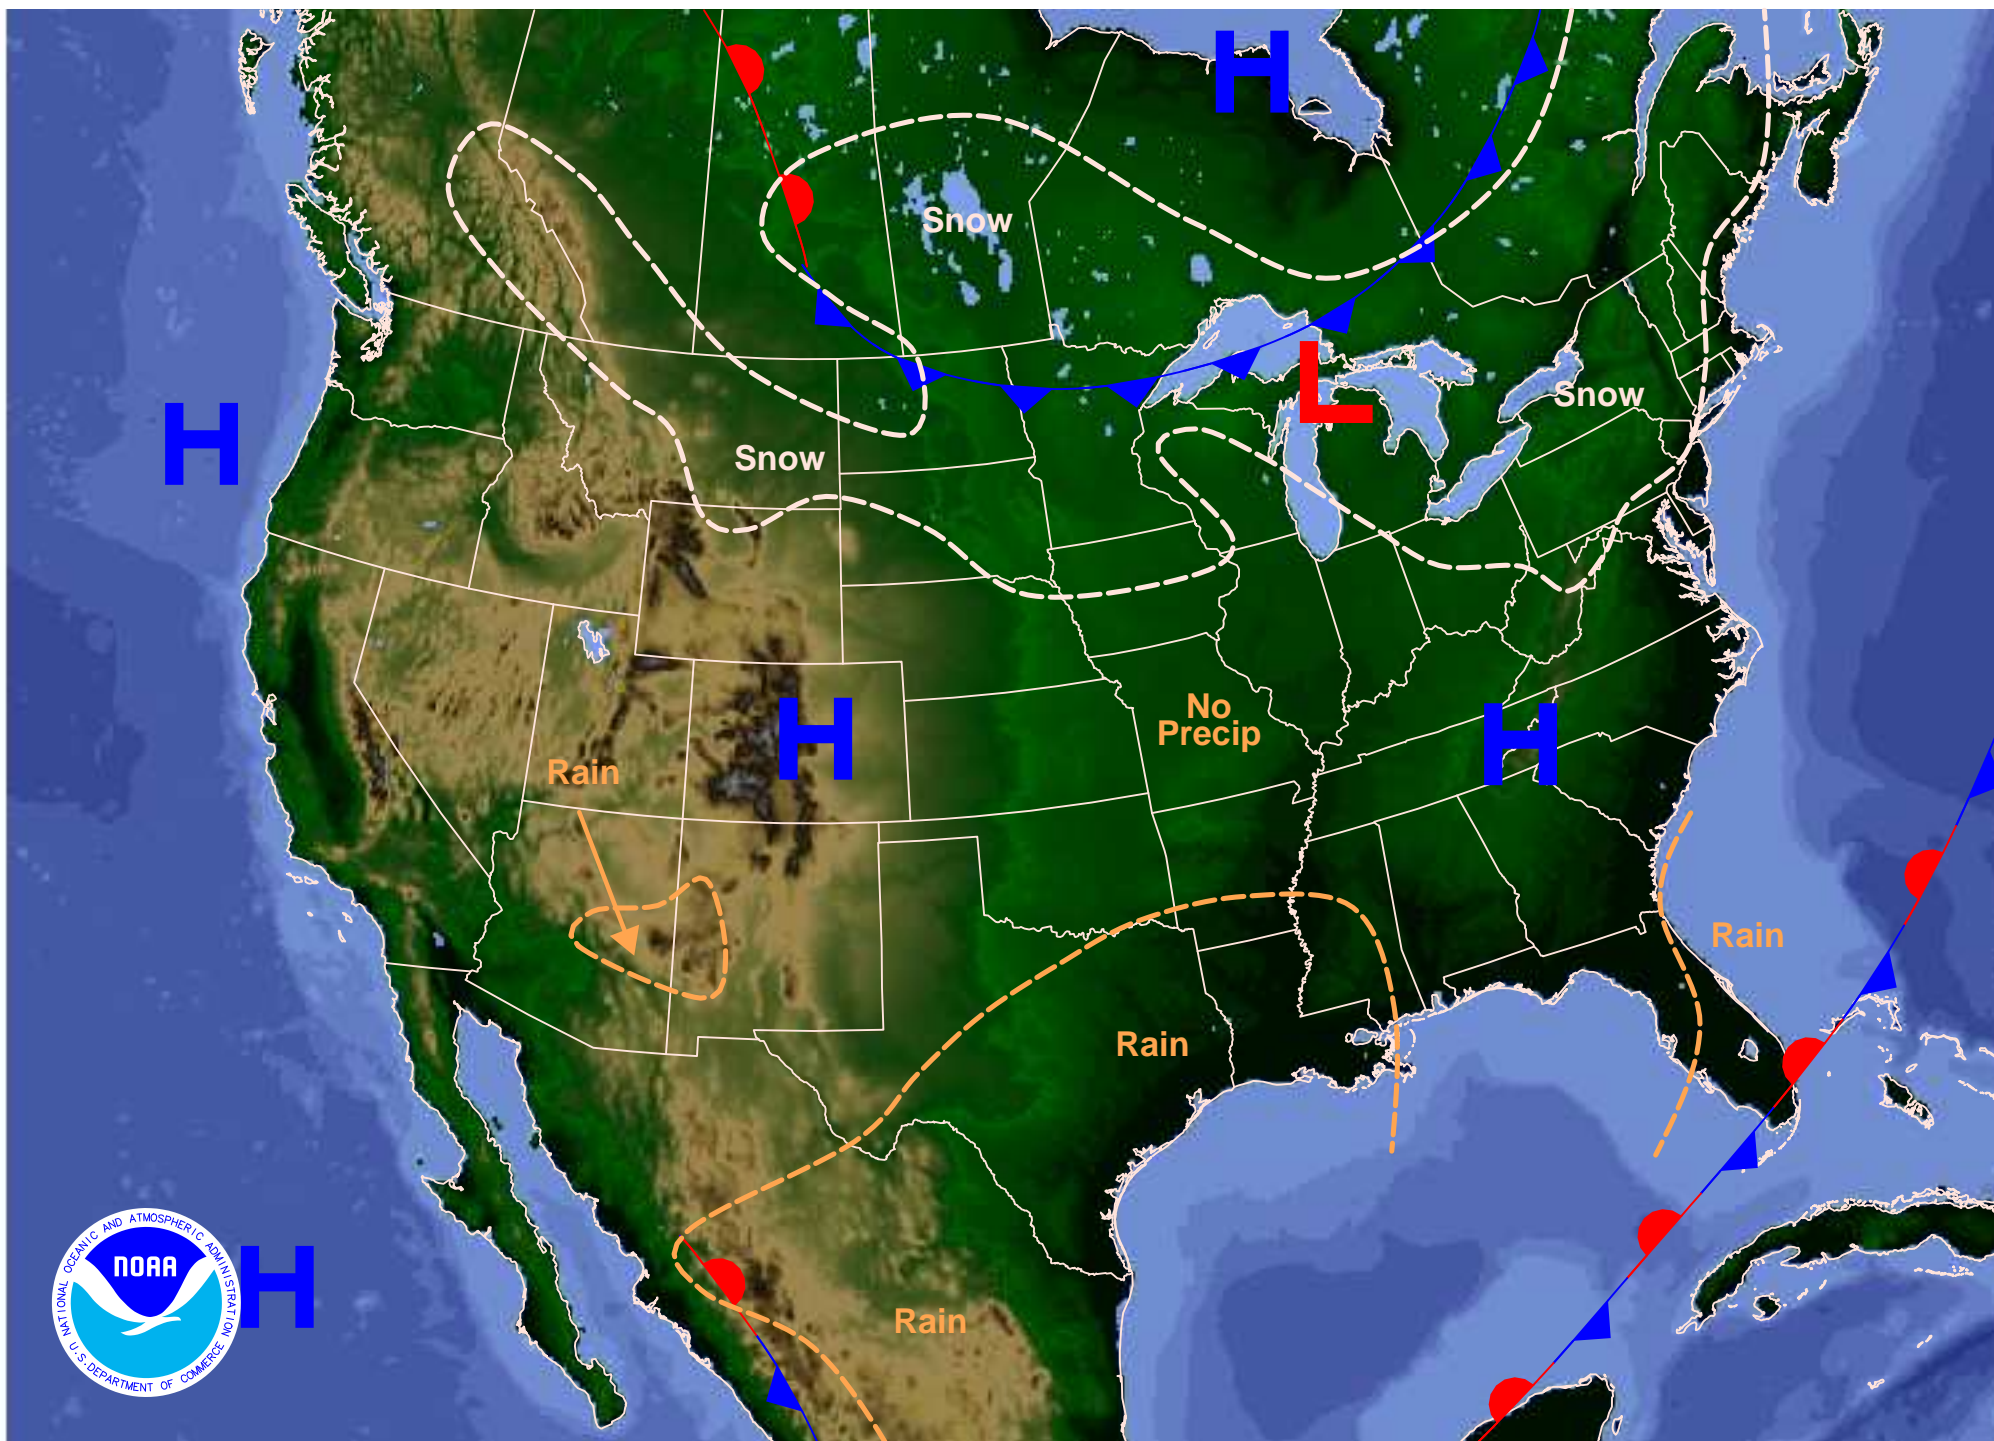 H
Snow
H
L
Snow
Snow
H
H
No
Precip
H
Rain
Rain
Rain
H
Rain
NATIONAL OCEANIC AND ATMOSPHERIC ADMINISTRATION
NOAA
U.S. DEPARTMENT OF COMMERCE